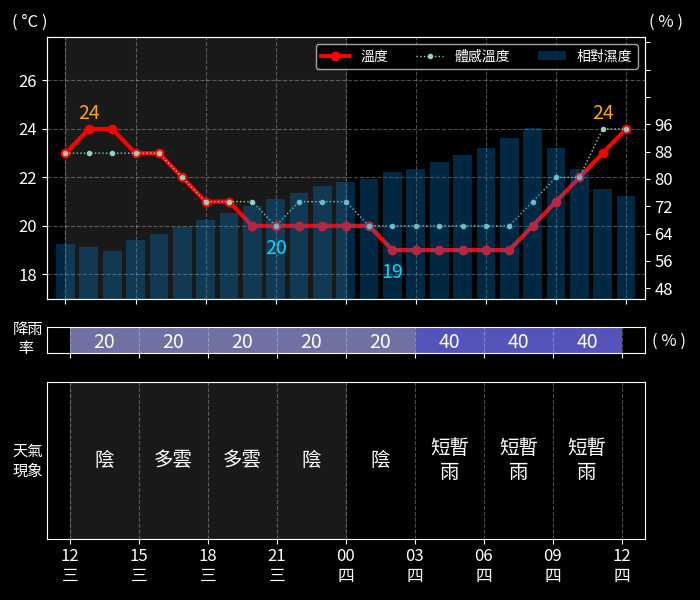 ( °C )
( % )
溫度 體感溫度 相對濕度
26
24
22
20
18
96
88
80
72
64
56
48
24
24
20
19
降雨
率
20 20 20 20 20 40 40 40
( % )
天氣
現象
陰 多雲 多雲 陰 陰 短暫雨 短暫雨 短暫雨
12 15 18 21 00 03 06 09 12
三 三 三 三 四 四 四 四 四